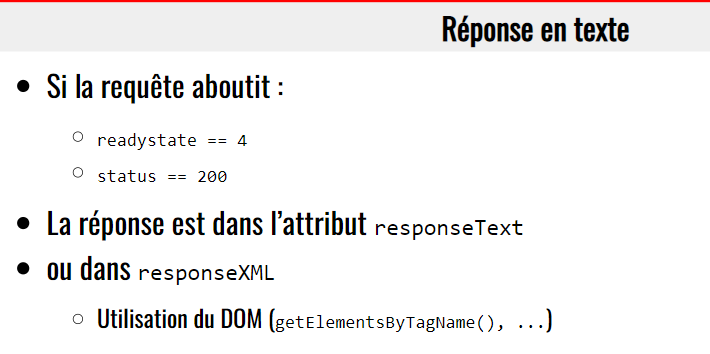 Réponse en texte
Si la requête aboutit :
readystate == 4
status == 200
La réponse est dans l’attribut responseText
ou dans responseXML
Utilisation du DOM (getElementsByTagName(), ...)